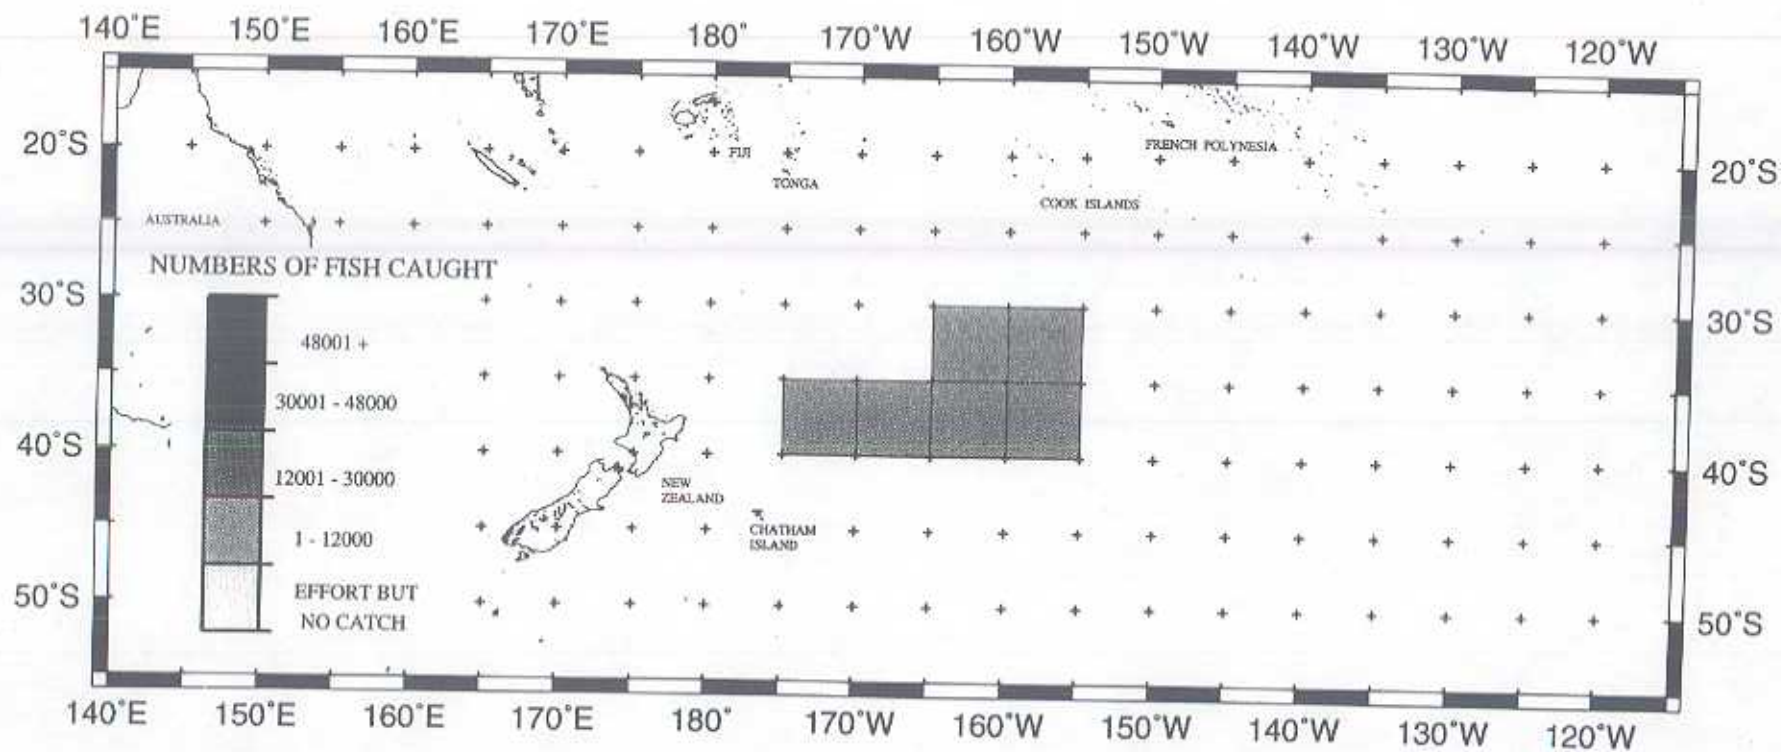 140˚E 150˚E 160˚E 170˚E 180˚ 170˚W 160˚W 150˚W 140˚W 130˚W 120˚W
20˚S
FIJI
FRENCH POLYNESIA
20˚S
TONGA
COOK ISLANDS
AUSTRALIA
NUMBERS OF FISH CAUGHT
30˚S
30˚S
48001 +
30001 - 48000
40˚S
40˚S
12001 - 30000
NEW
ZEALAND
1 - 12000
CHATHAM
ISLAND
50˚S
EFFORT BUT
NO CATCH
50˚S
140˚E 150˚E 160˚E 170˚E 180˚ 170˚W 160˚W 150˚W 140˚W 130˚W 120˚W